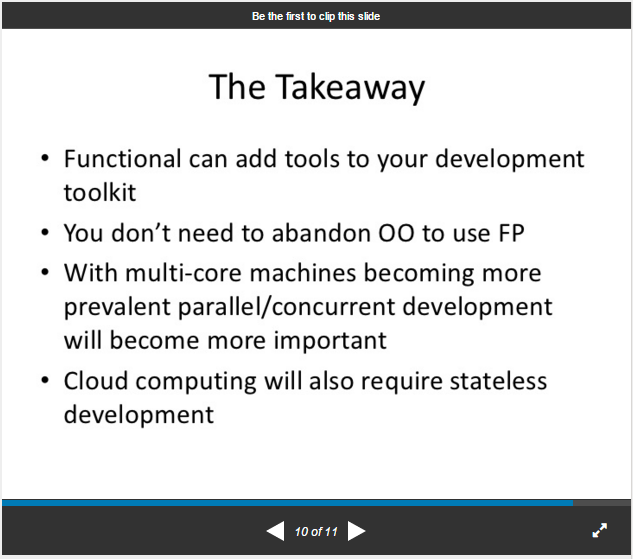 Be the first to clip this slide
The Takeaway
• Functional can add tools to your development
toolkit
• You don’t need to abandon OO to use FP
• With multi-core machines becoming more
prevalent parallel/concurrent development
will become more important
• Cloud computing will also require stateless
development
10 of 11